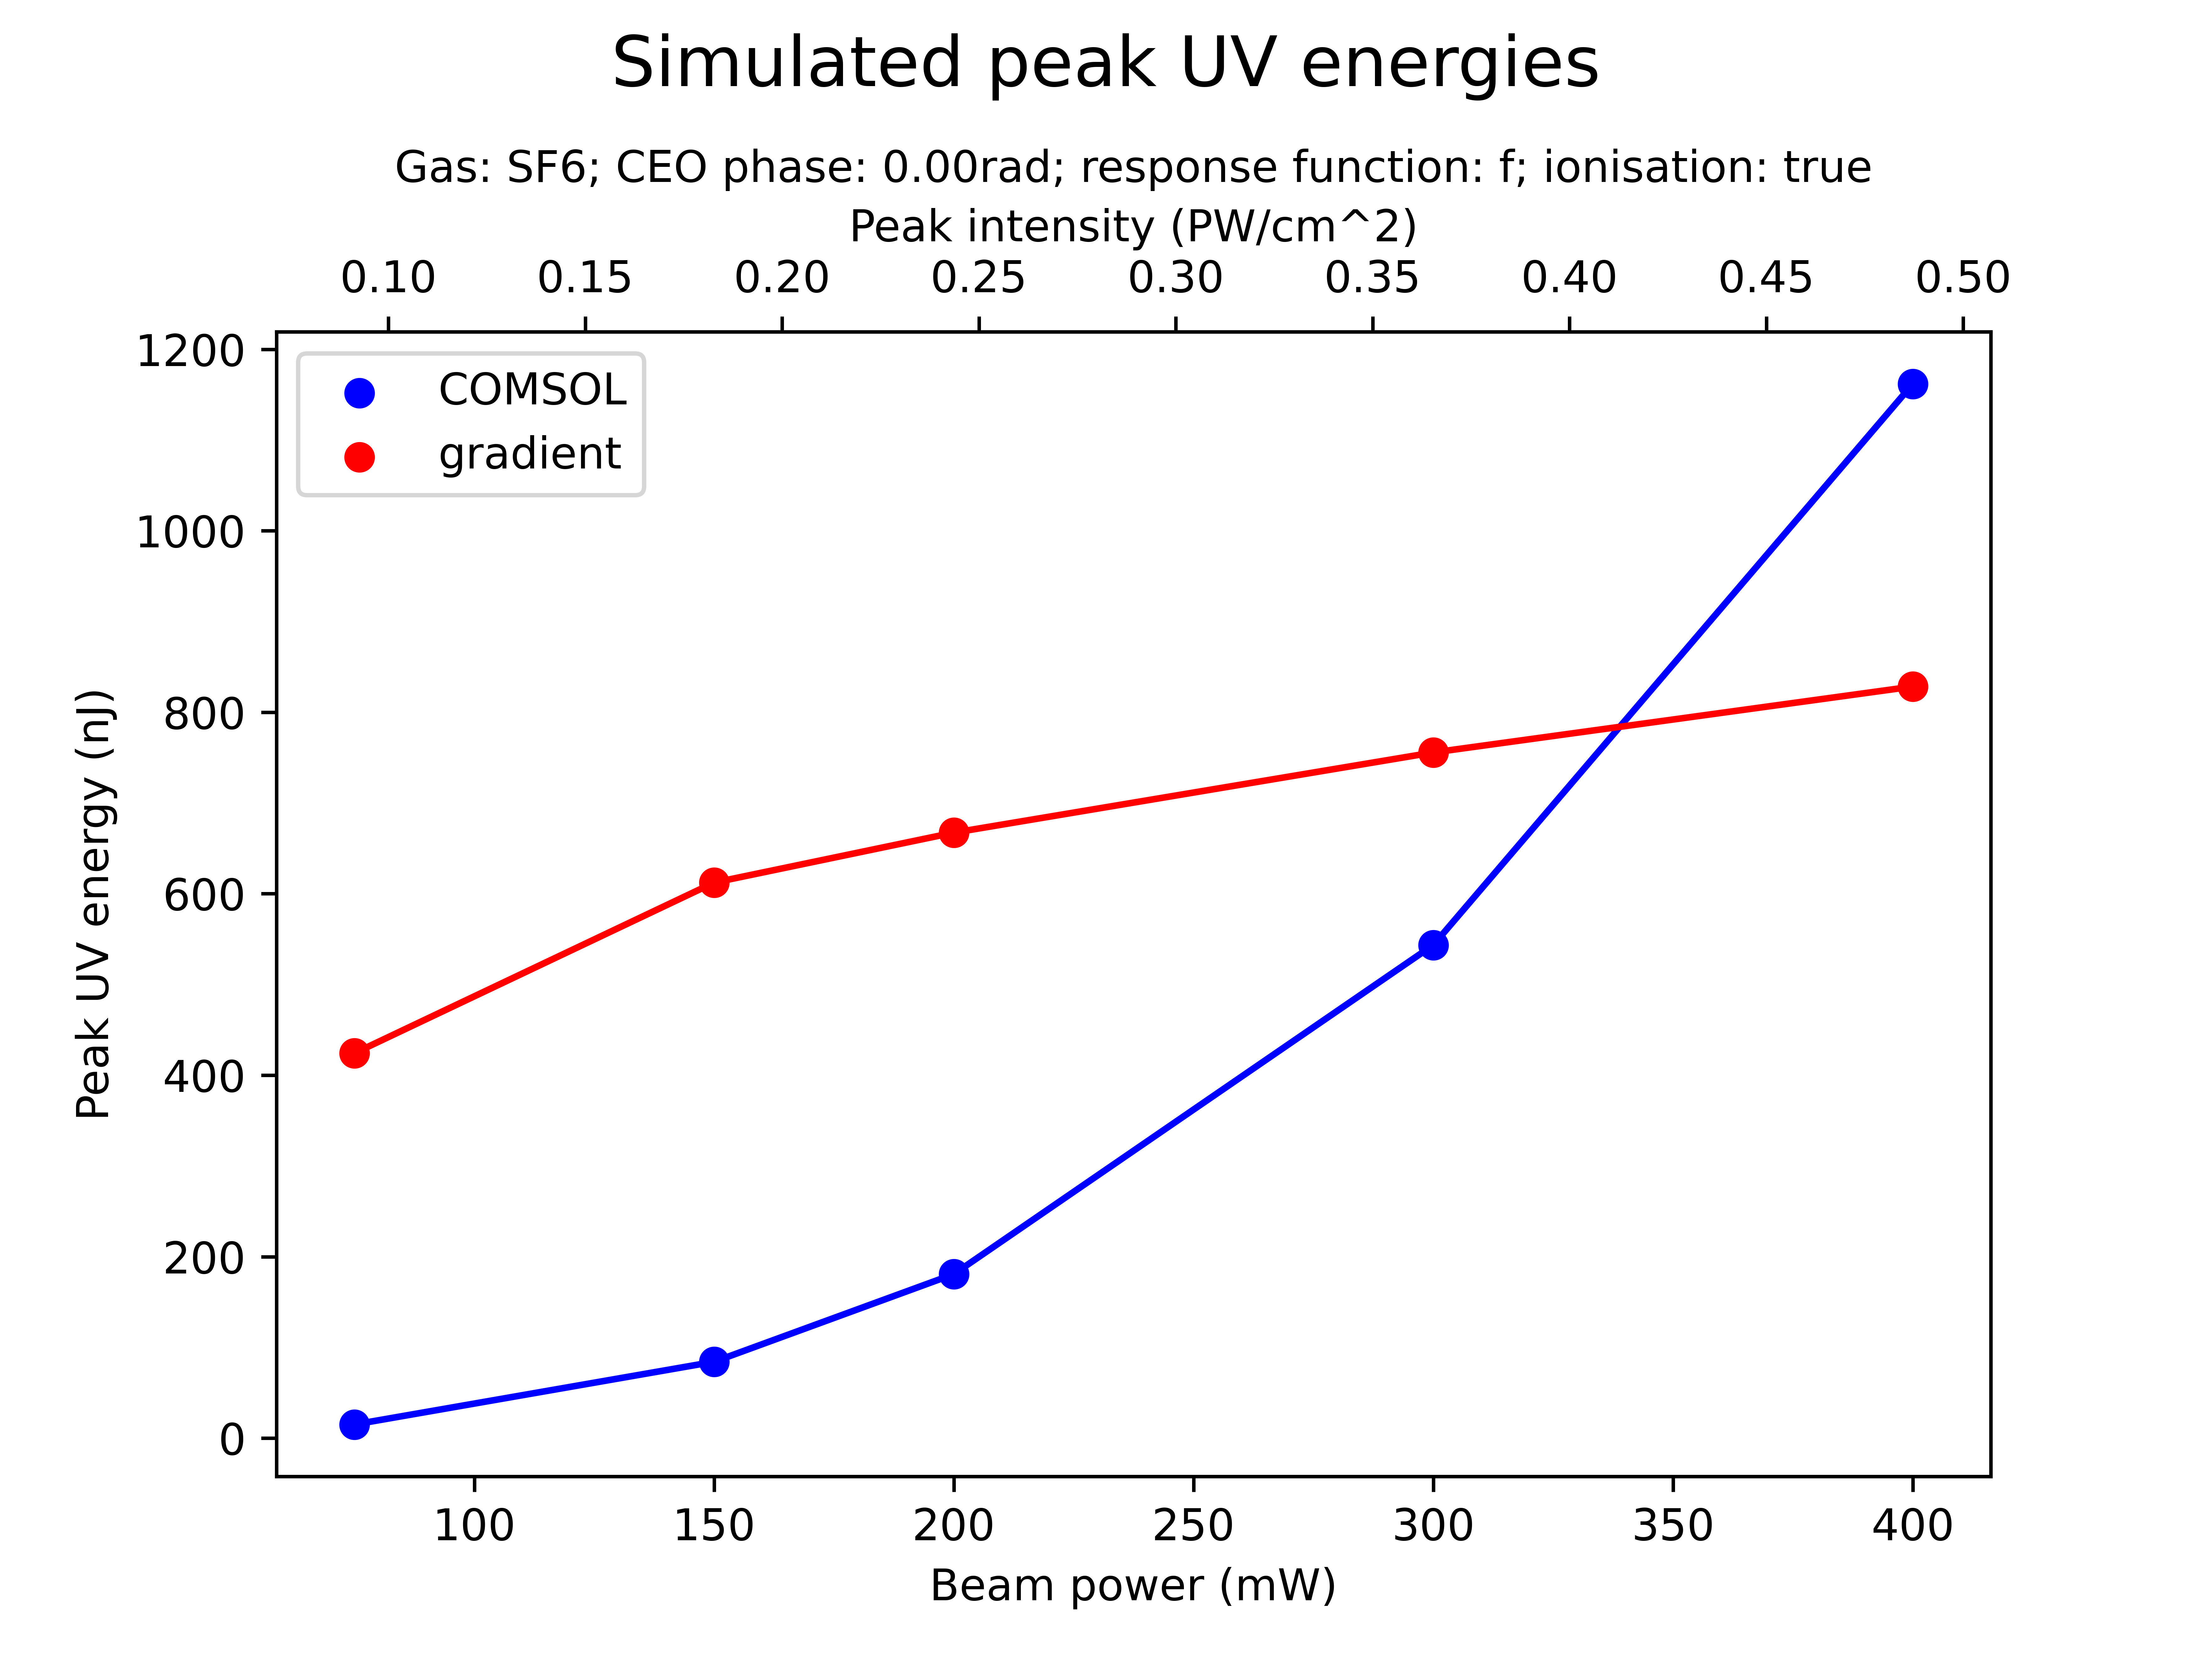 Simulated peak UV energies
Gas: SF6; CEO phase: 0.00rad; response function: f; ionisation: true
Peak intensity (PW/cm^2)
0.10 0.15 0.20 0.25 0.30 0.35 0.40 0.45 0.50
COMSOL
gradient
1200
1000
800
600
400
200
0
Peak UV energy (nJ)
100 150 200 250 300 350 400
Beam power (mW)